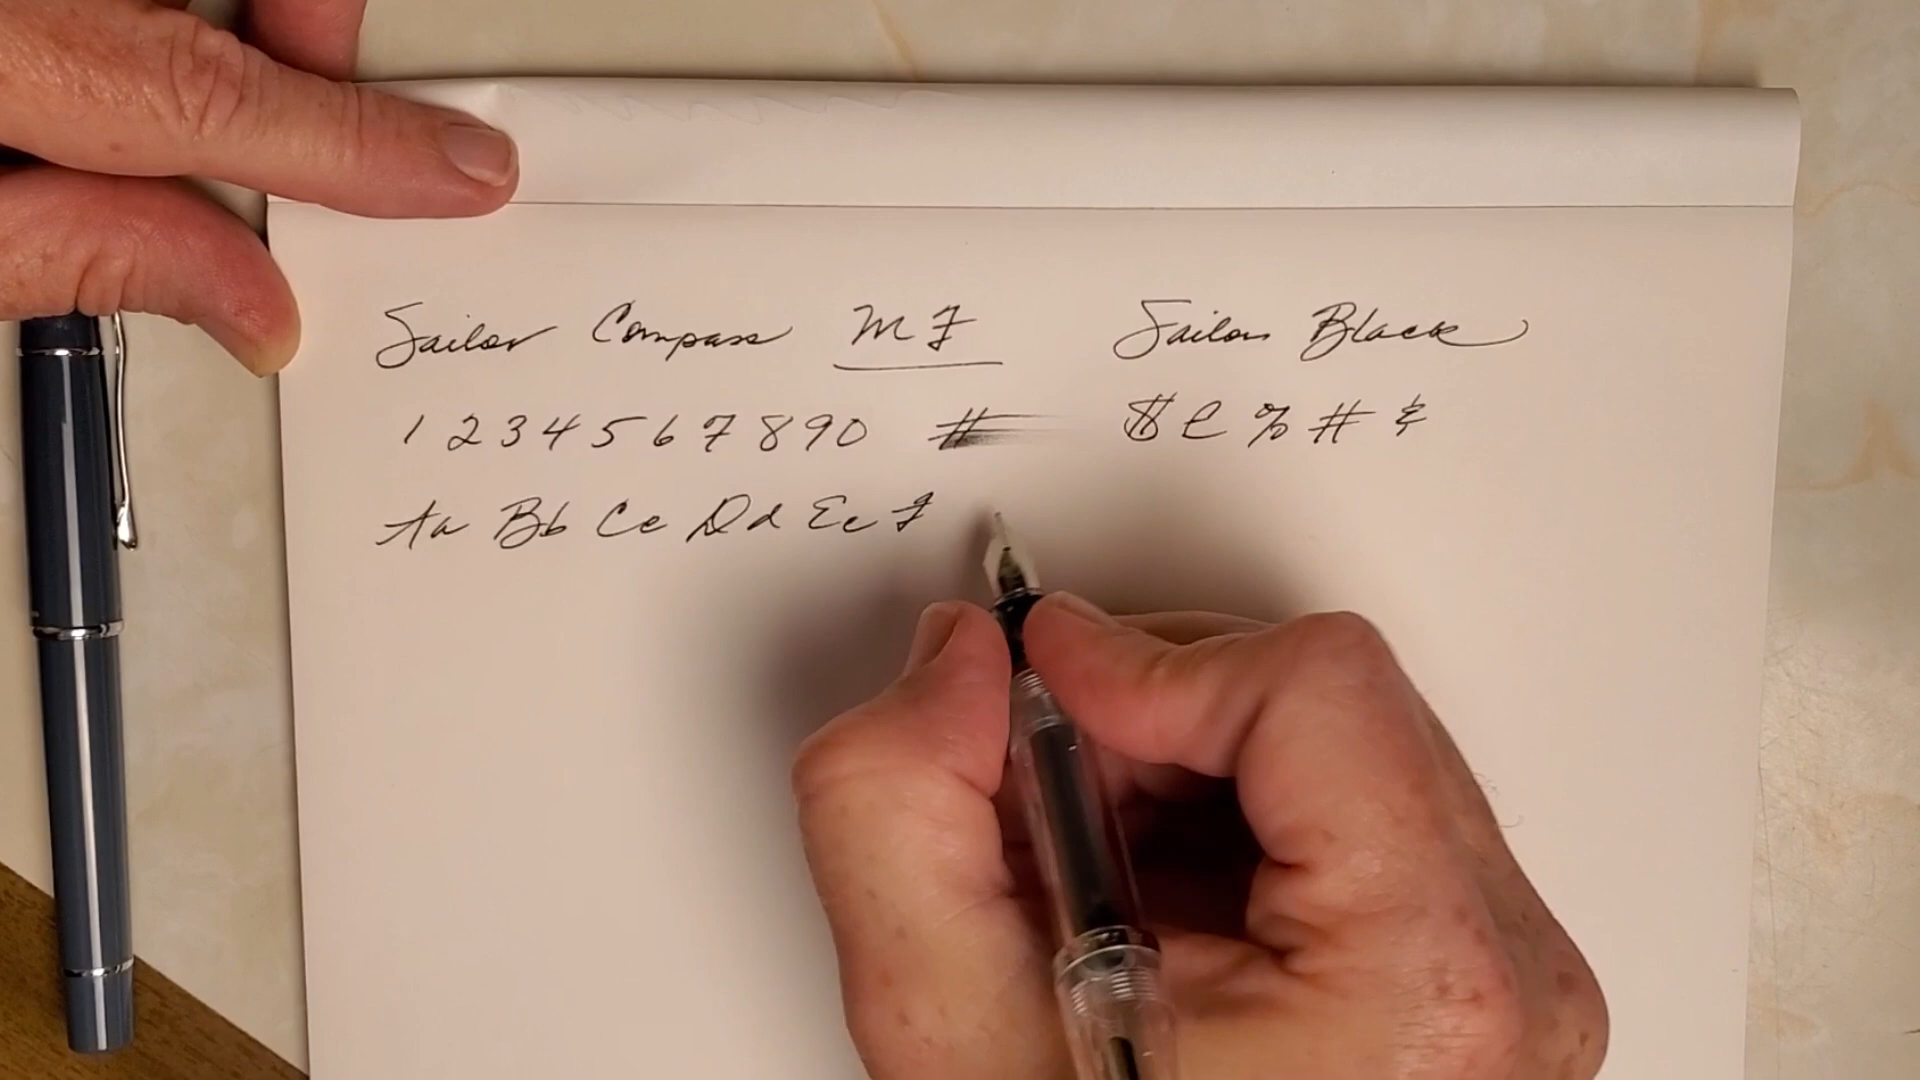 Sailor Compass MF Sailor Black
1 2 3 4 5 6 7 8 9 0 # $ € % # &
Aa Bb Cc Dd Ee F